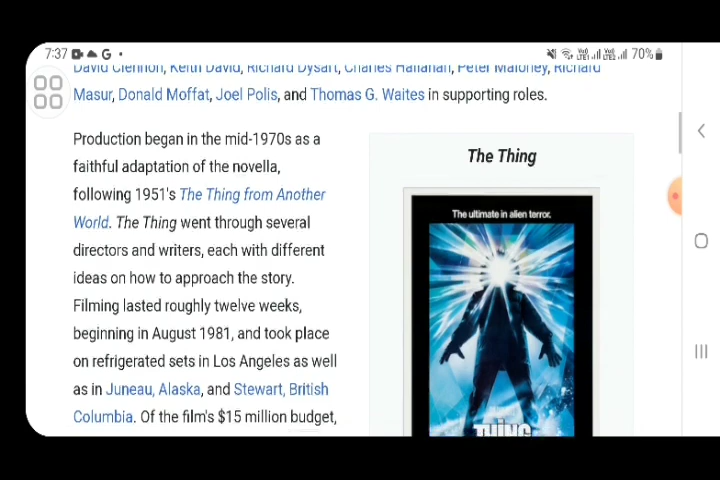 7:37 G • 70%
David Clennon, Keith David, Richard Dysart, Charles Hallahan, Peter Maloney, Richard
Masur, Donald Moffat, Joel Polis, and Thomas G. Waites in supporting roles.
Production began in the mid-1970s as a
faithful adaptation of the novella,
following 1951's The Thing from Another
World. The Thing went through several
directors and writers, each with different
ideas on how to approach the story.
Filming lasted roughly twelve weeks,
beginning in August 1981, and took place
on refrigerated sets in Los Angeles as well
as in Juneau, Alaska, and Stewart, British
Columbia. Of the film's $15 million budget,
The Thing
The ultimate in alien terror.
THING